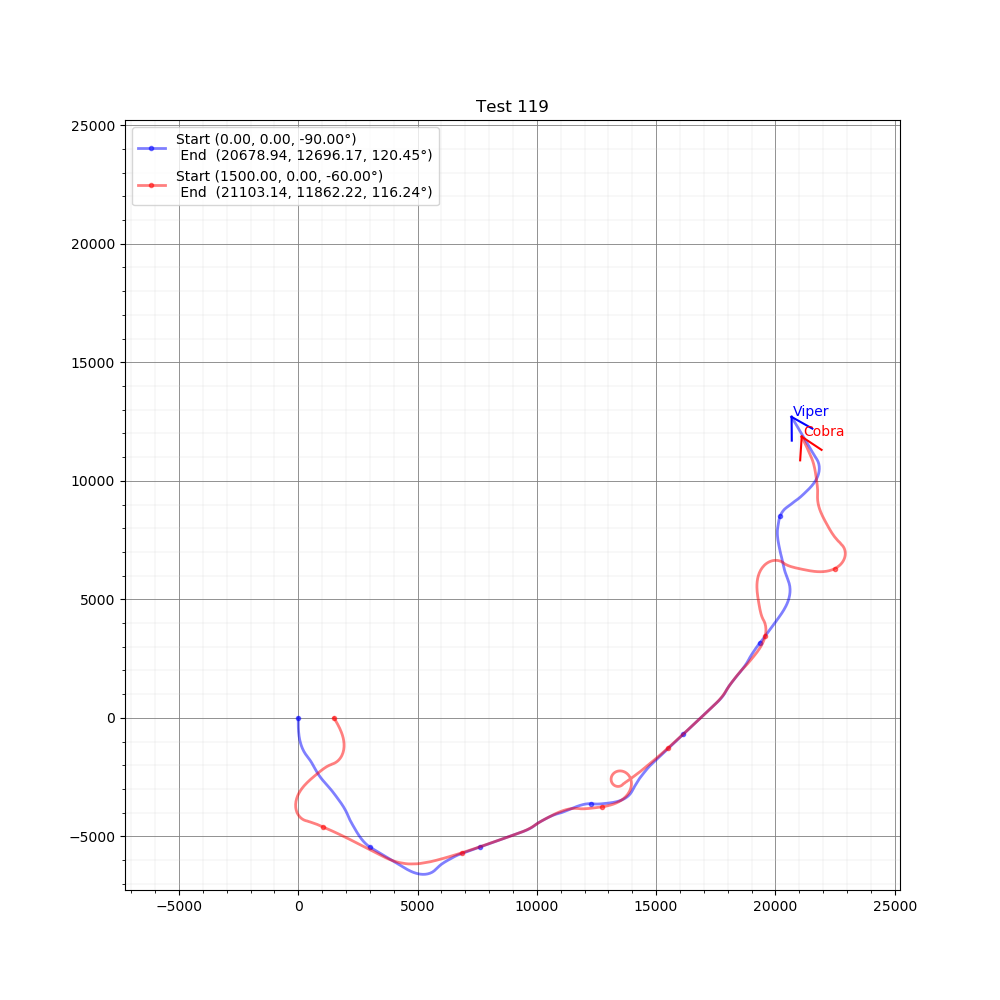 Test 119
Start (0.00, 0.00, -90.00°)
End  (20678.94, 12696.17, 120.45°)
Start (1500.00, 0.00, -60.00°)
End  (21103.14, 11862.22, 116.24°)
25000
20000
15000
10000
5000
0
−5000
Viper
Cobra
−5000 0 5000 10000 15000 20000 25000